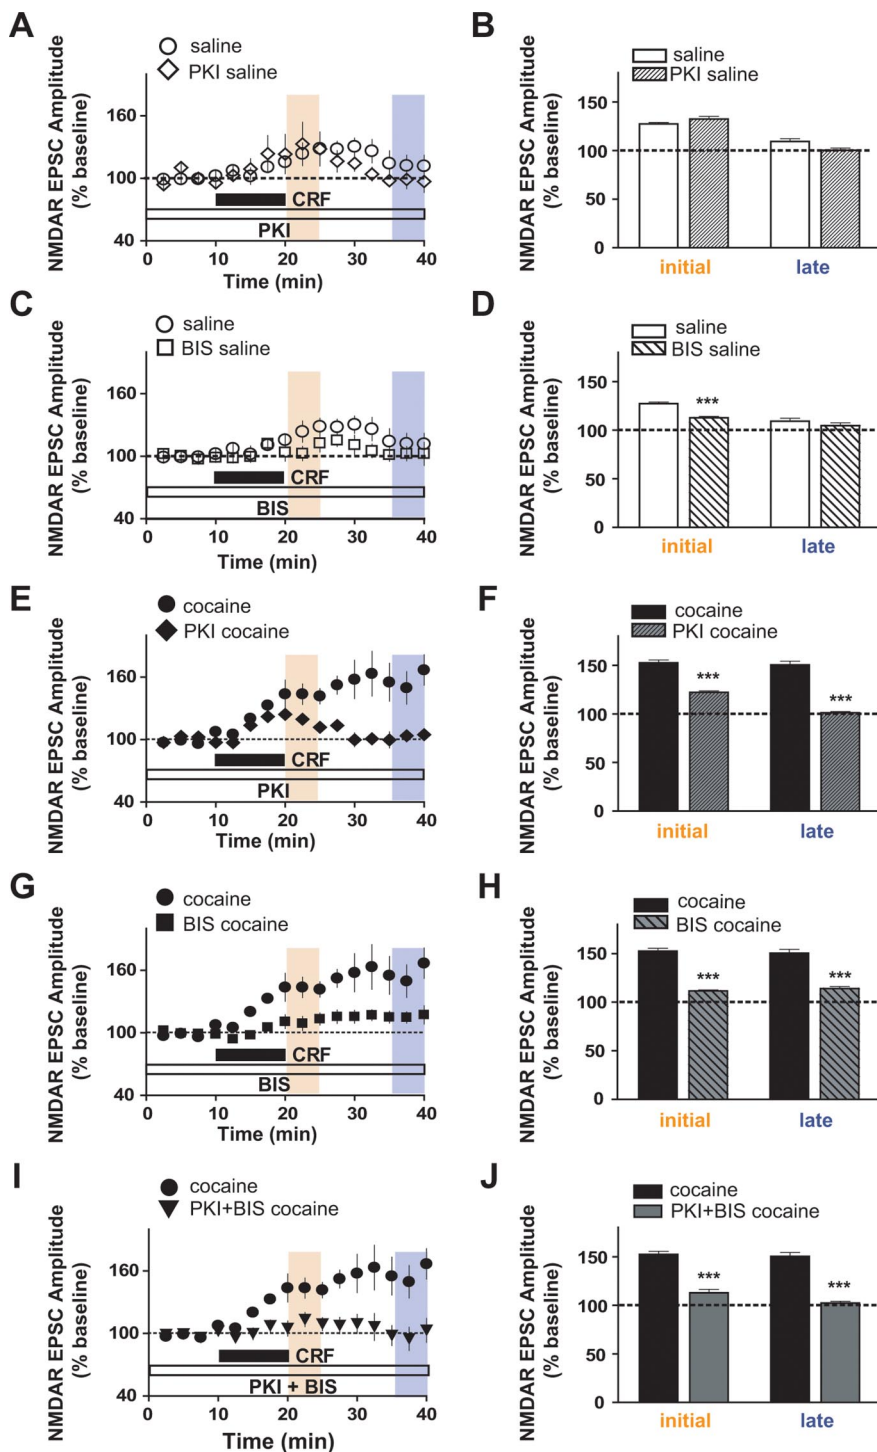 A
saline
PKI saline
NMDAR EPSC Amplitude
(% baseline)
160
100
40
CRF
PKI
0 10 20 30 40
Time (min)
B
saline
PKI saline
NMDAR EPSC Amplitude
(% baseline)
150
100
50
0
initial late
C
saline
BIS saline
NMDAR EPSC Amplitude
(% baseline)
160
100
40
CRF
BIS
0 10 20 30 40
Time (min)
D
saline
BIS saline
NMDAR EPSC Amplitude
(% baseline)
150
100
50
0
***
initial late
E
cocaine
PKI cocaine
NMDAR EPSC Amplitude
(% baseline)
160
100
40
CRF
PKI
0 10 20 30 40
Time (min)
F
cocaine
PKI cocaine
NMDAR EPSC Amplitude
(% baseline)
150
100
50
0
*** ***
initial late
G
cocaine
BIS cocaine
NMDAR EPSC Amplitude
(% baseline)
160
100
40
CRF
BIS
0 10 20 30 40
Time (min)
H
cocaine
BIS cocaine
NMDAR EPSC Amplitude
(% baseline)
150
100
50
0
*** ***
initial late
I
cocaine
PKI+BIS cocaine
NMDAR EPSC Amplitude
(% baseline)
160
100
40
CRF
PKI + BIS
0 10 20 30 40
Time (min)
J
cocaine
PKI+BIS cocaine
NMDAR EPSC Amplitude
(% baseline)
150
100
50
0
*** ***
initial late